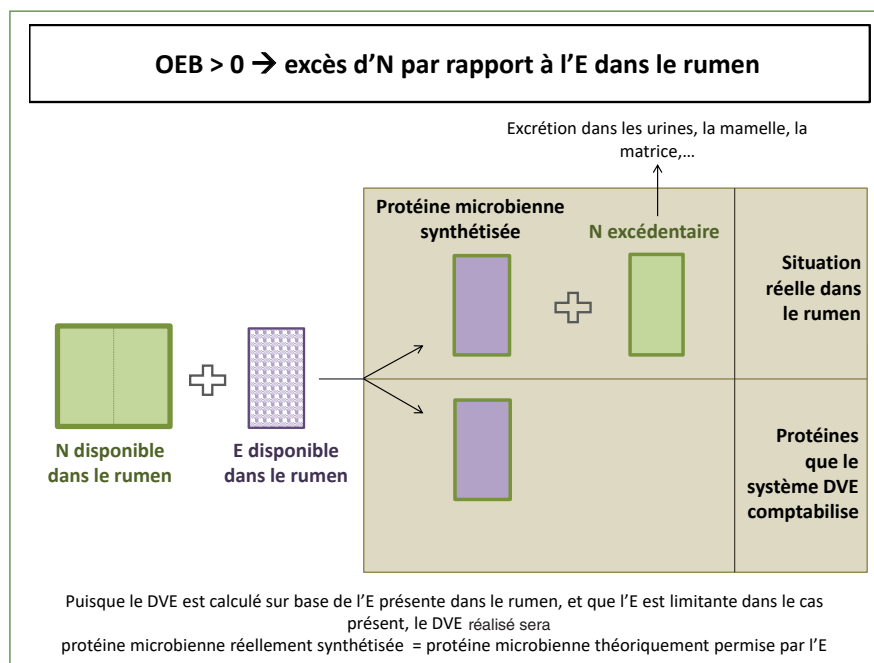 OEB > 0 → excès d'N par rapport à l'E dans le rumen
Excrétion dans les urines, la mamelle, la
matrice,…
Protéine microbienne
synthétisée
N excédentaire
Situation
réelle dans
le rumen
N disponible
dans le rumen
E disponible
dans le rumen
Protéines
que le
système DVE
comptabilise
Puisque le DVE est calculé sur base de l'E présente dans le rumen, et que l'E est limitante dans le cas
présent, le DVE réalisé sera
protéine microbienne réellement synthétisée = protéine microbienne théoriquement permise par l'E